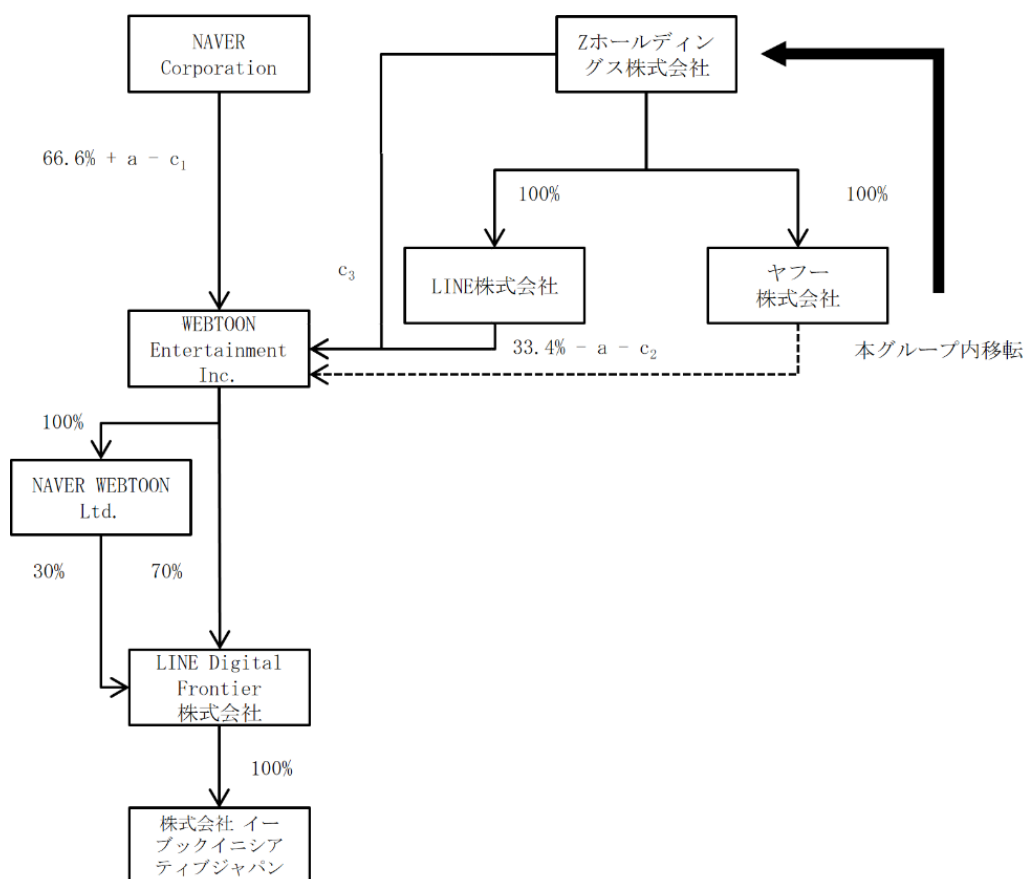 NAVER
Corporation
Zホールディン
グス株式会社
66.6% + a - c₁
100%
100%
c₃
LINE株式会社
ヤフー
株式会社
WEBTOON
Entertainment
Inc.
33.4% - a - c₂
本グループ内移転
100%
NAVER WEBTOON
Ltd.
30%
70%
LINE Digital
Frontier
株式会社
100%
株式会社 イー
ブックイニシア
ティブジャパン